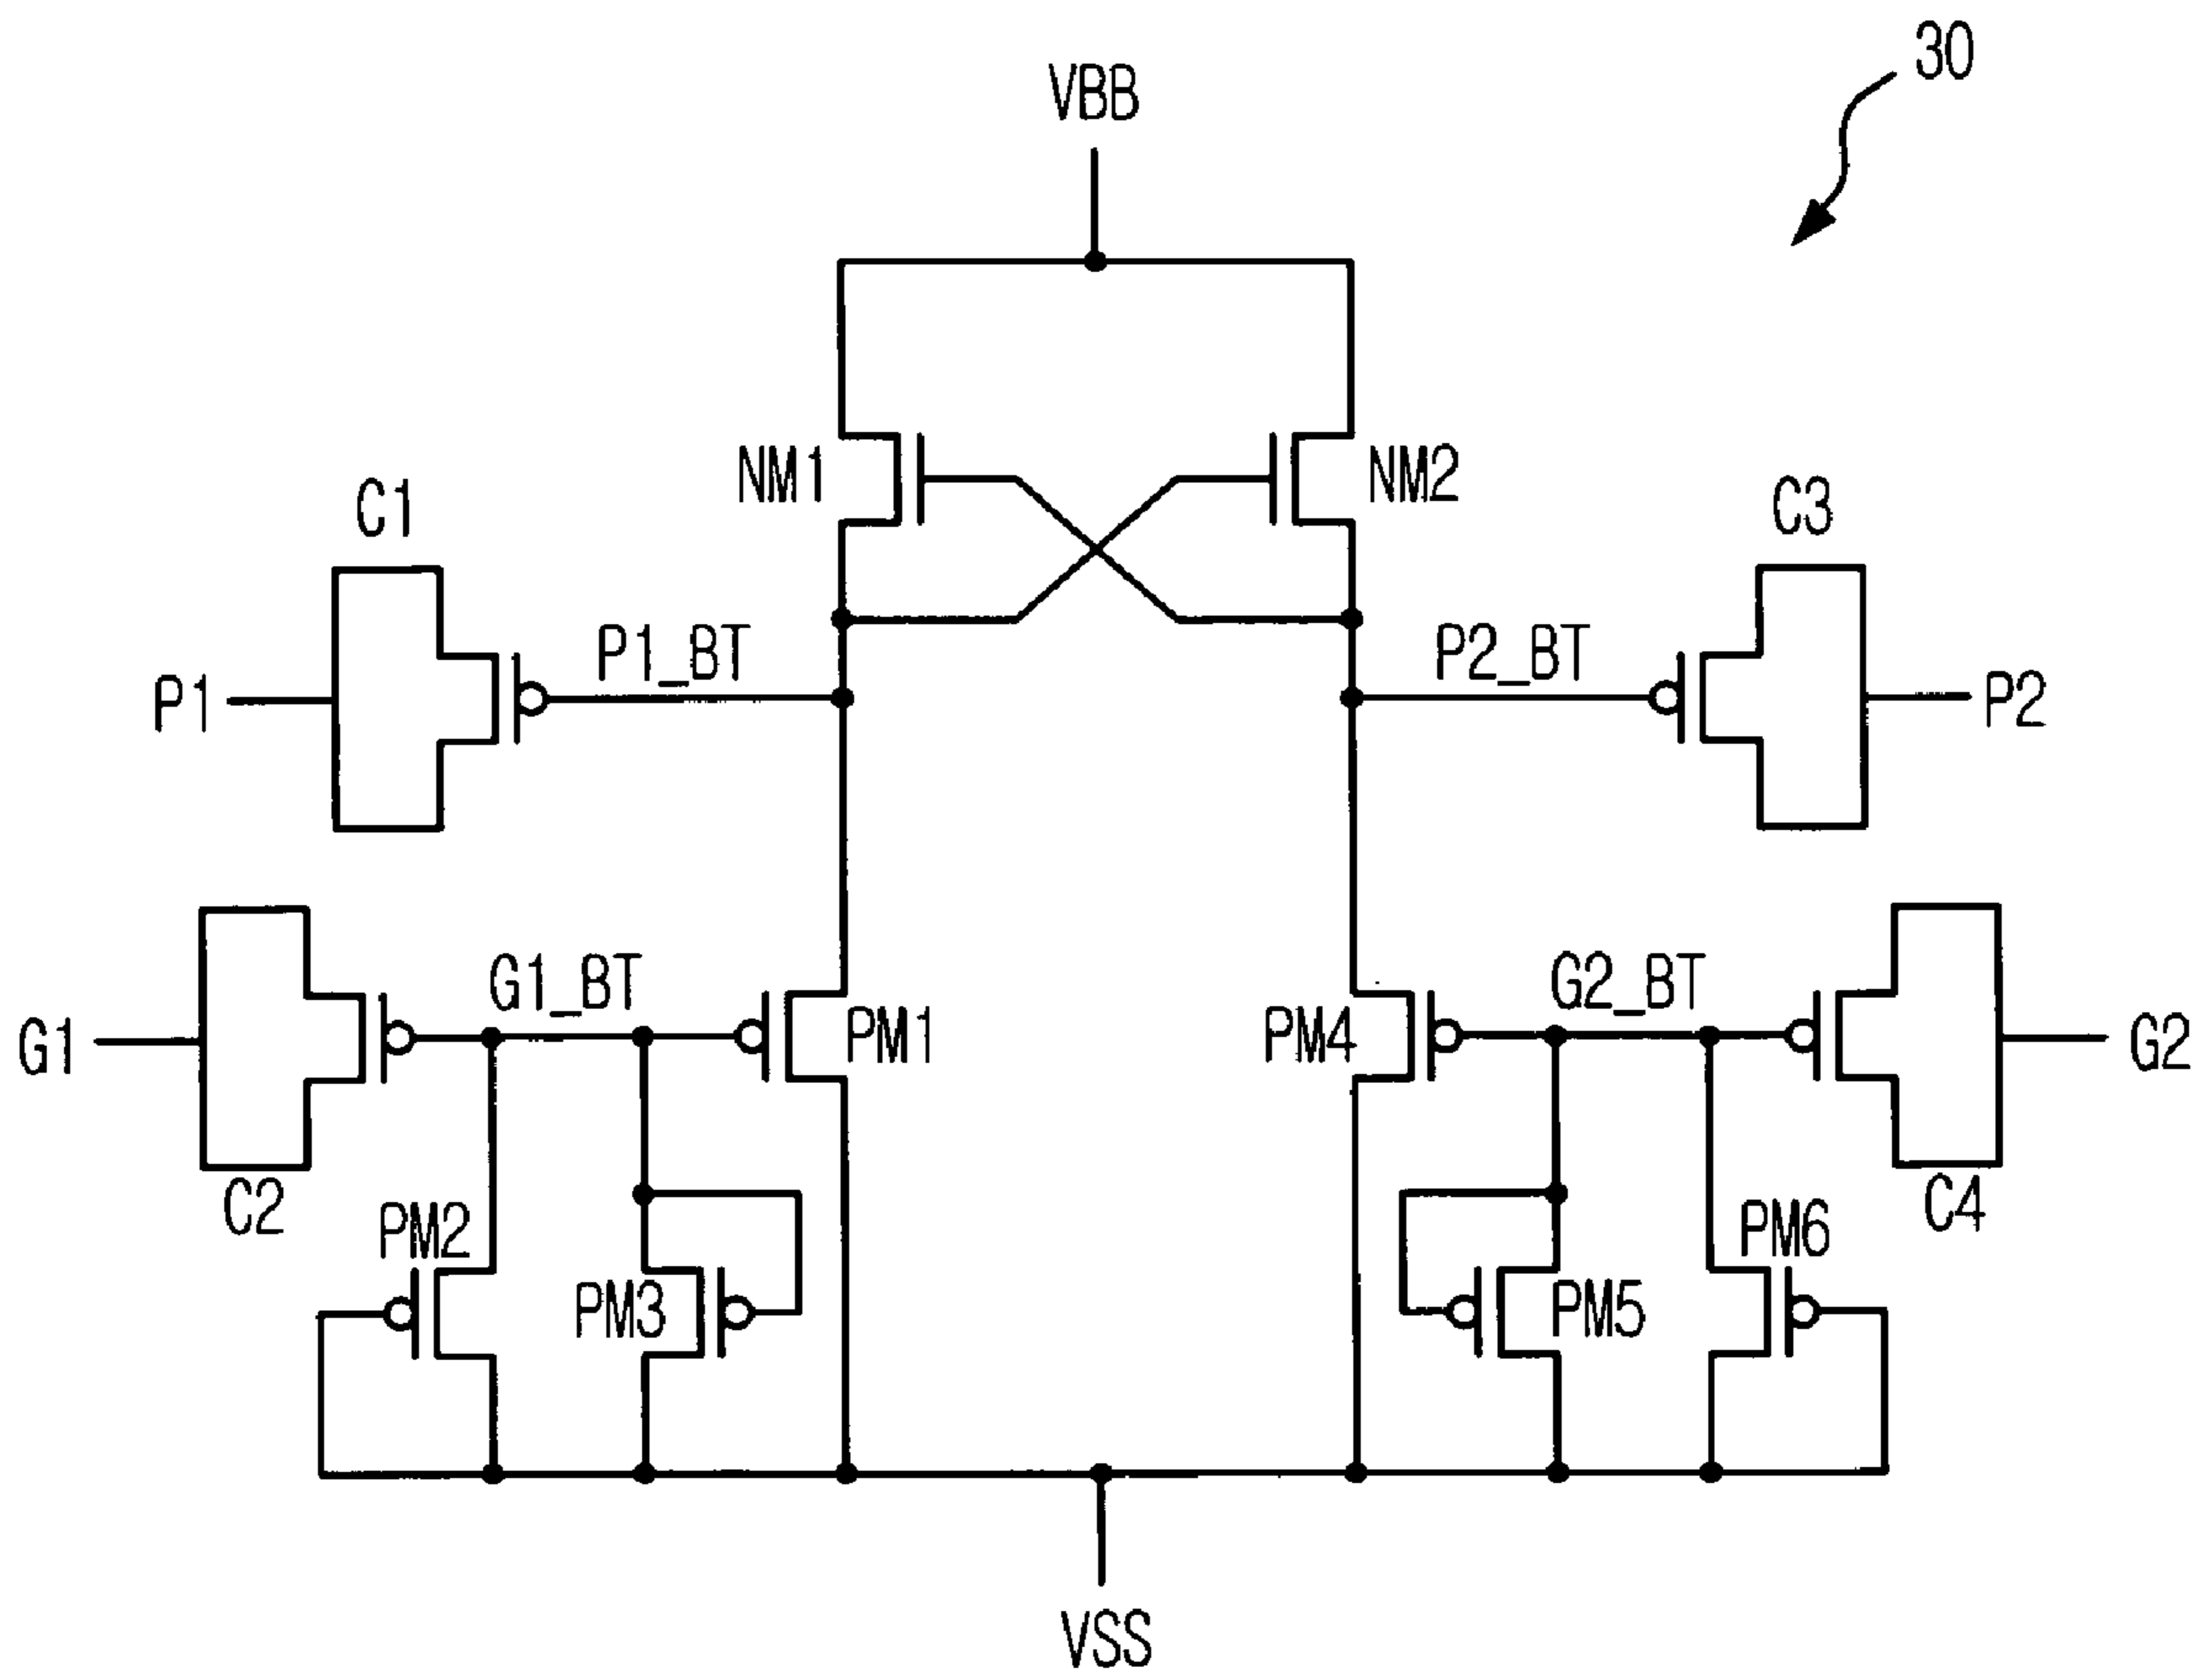 30
VBB
NM1
NM2
C1
C3
P1_BT
P2_BT
P1
P2
G1_BT
G2_BT
G1
PM1
PM4
G2
C2
C4
PM2
PM6
PM3
PM5
VSS